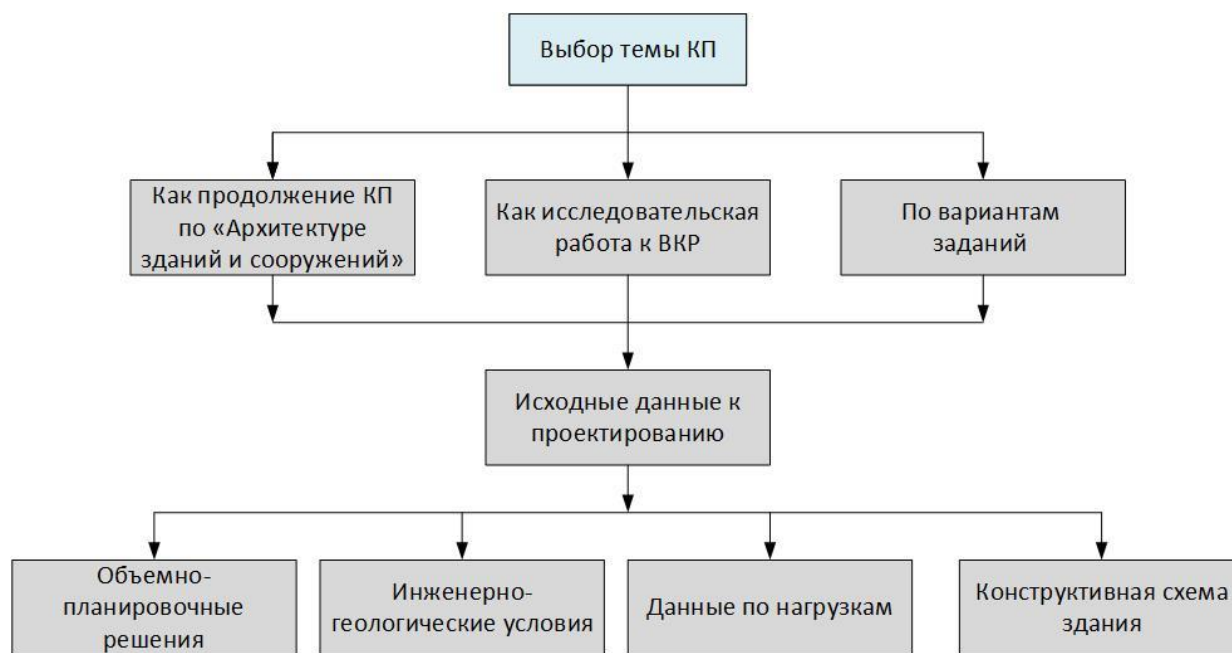 Выбор темы КП
Как продолжение КП
по «Архитектуре
зданий и сооружений»
Как исследовательская
работа к ВКР
По вариантам
заданий
Исходные данные к
проектированию
Объемно-
планировочные
решения
Инженерно-
геологические условия
Данные по нагрузкам
Конструктивная схема
здания